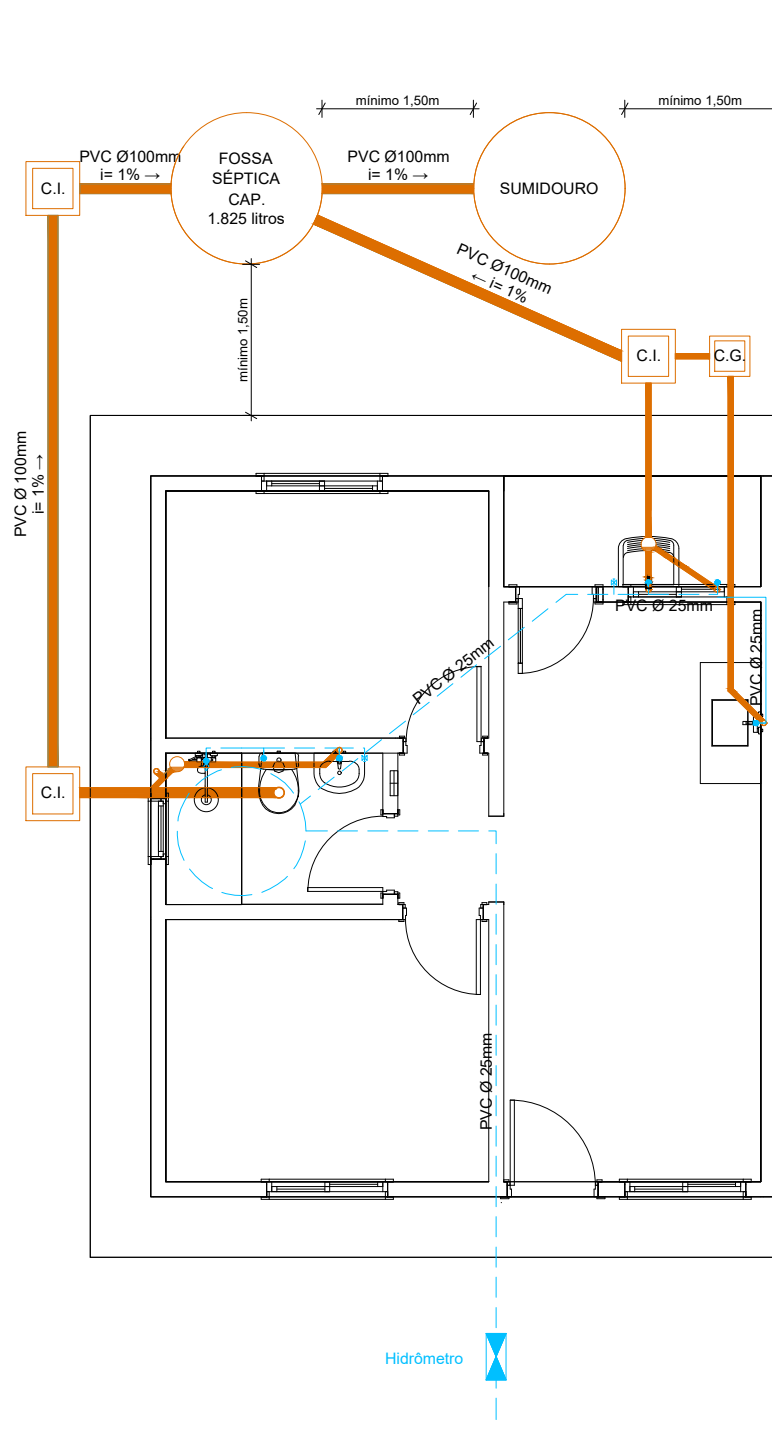 mínimo 1,50m
mínimo 1,50m
PVC Ø100mm
i= 1% →
FOSSA
SÉPTICA
CAP.
1.825 litros
PVC Ø100mm
i= 1% →
SUMIDOURO
C.I.
PVC Ø100mm
← i= 1%
mínimo 1,50m
C.I.
C.G.
PVC Ø 100mm
i= 1% →
PVC Ø 25mm
PVC Ø 25mm
PVC Ø 25mm
C.I.
PVC Ø 25mm
Hidrômetro